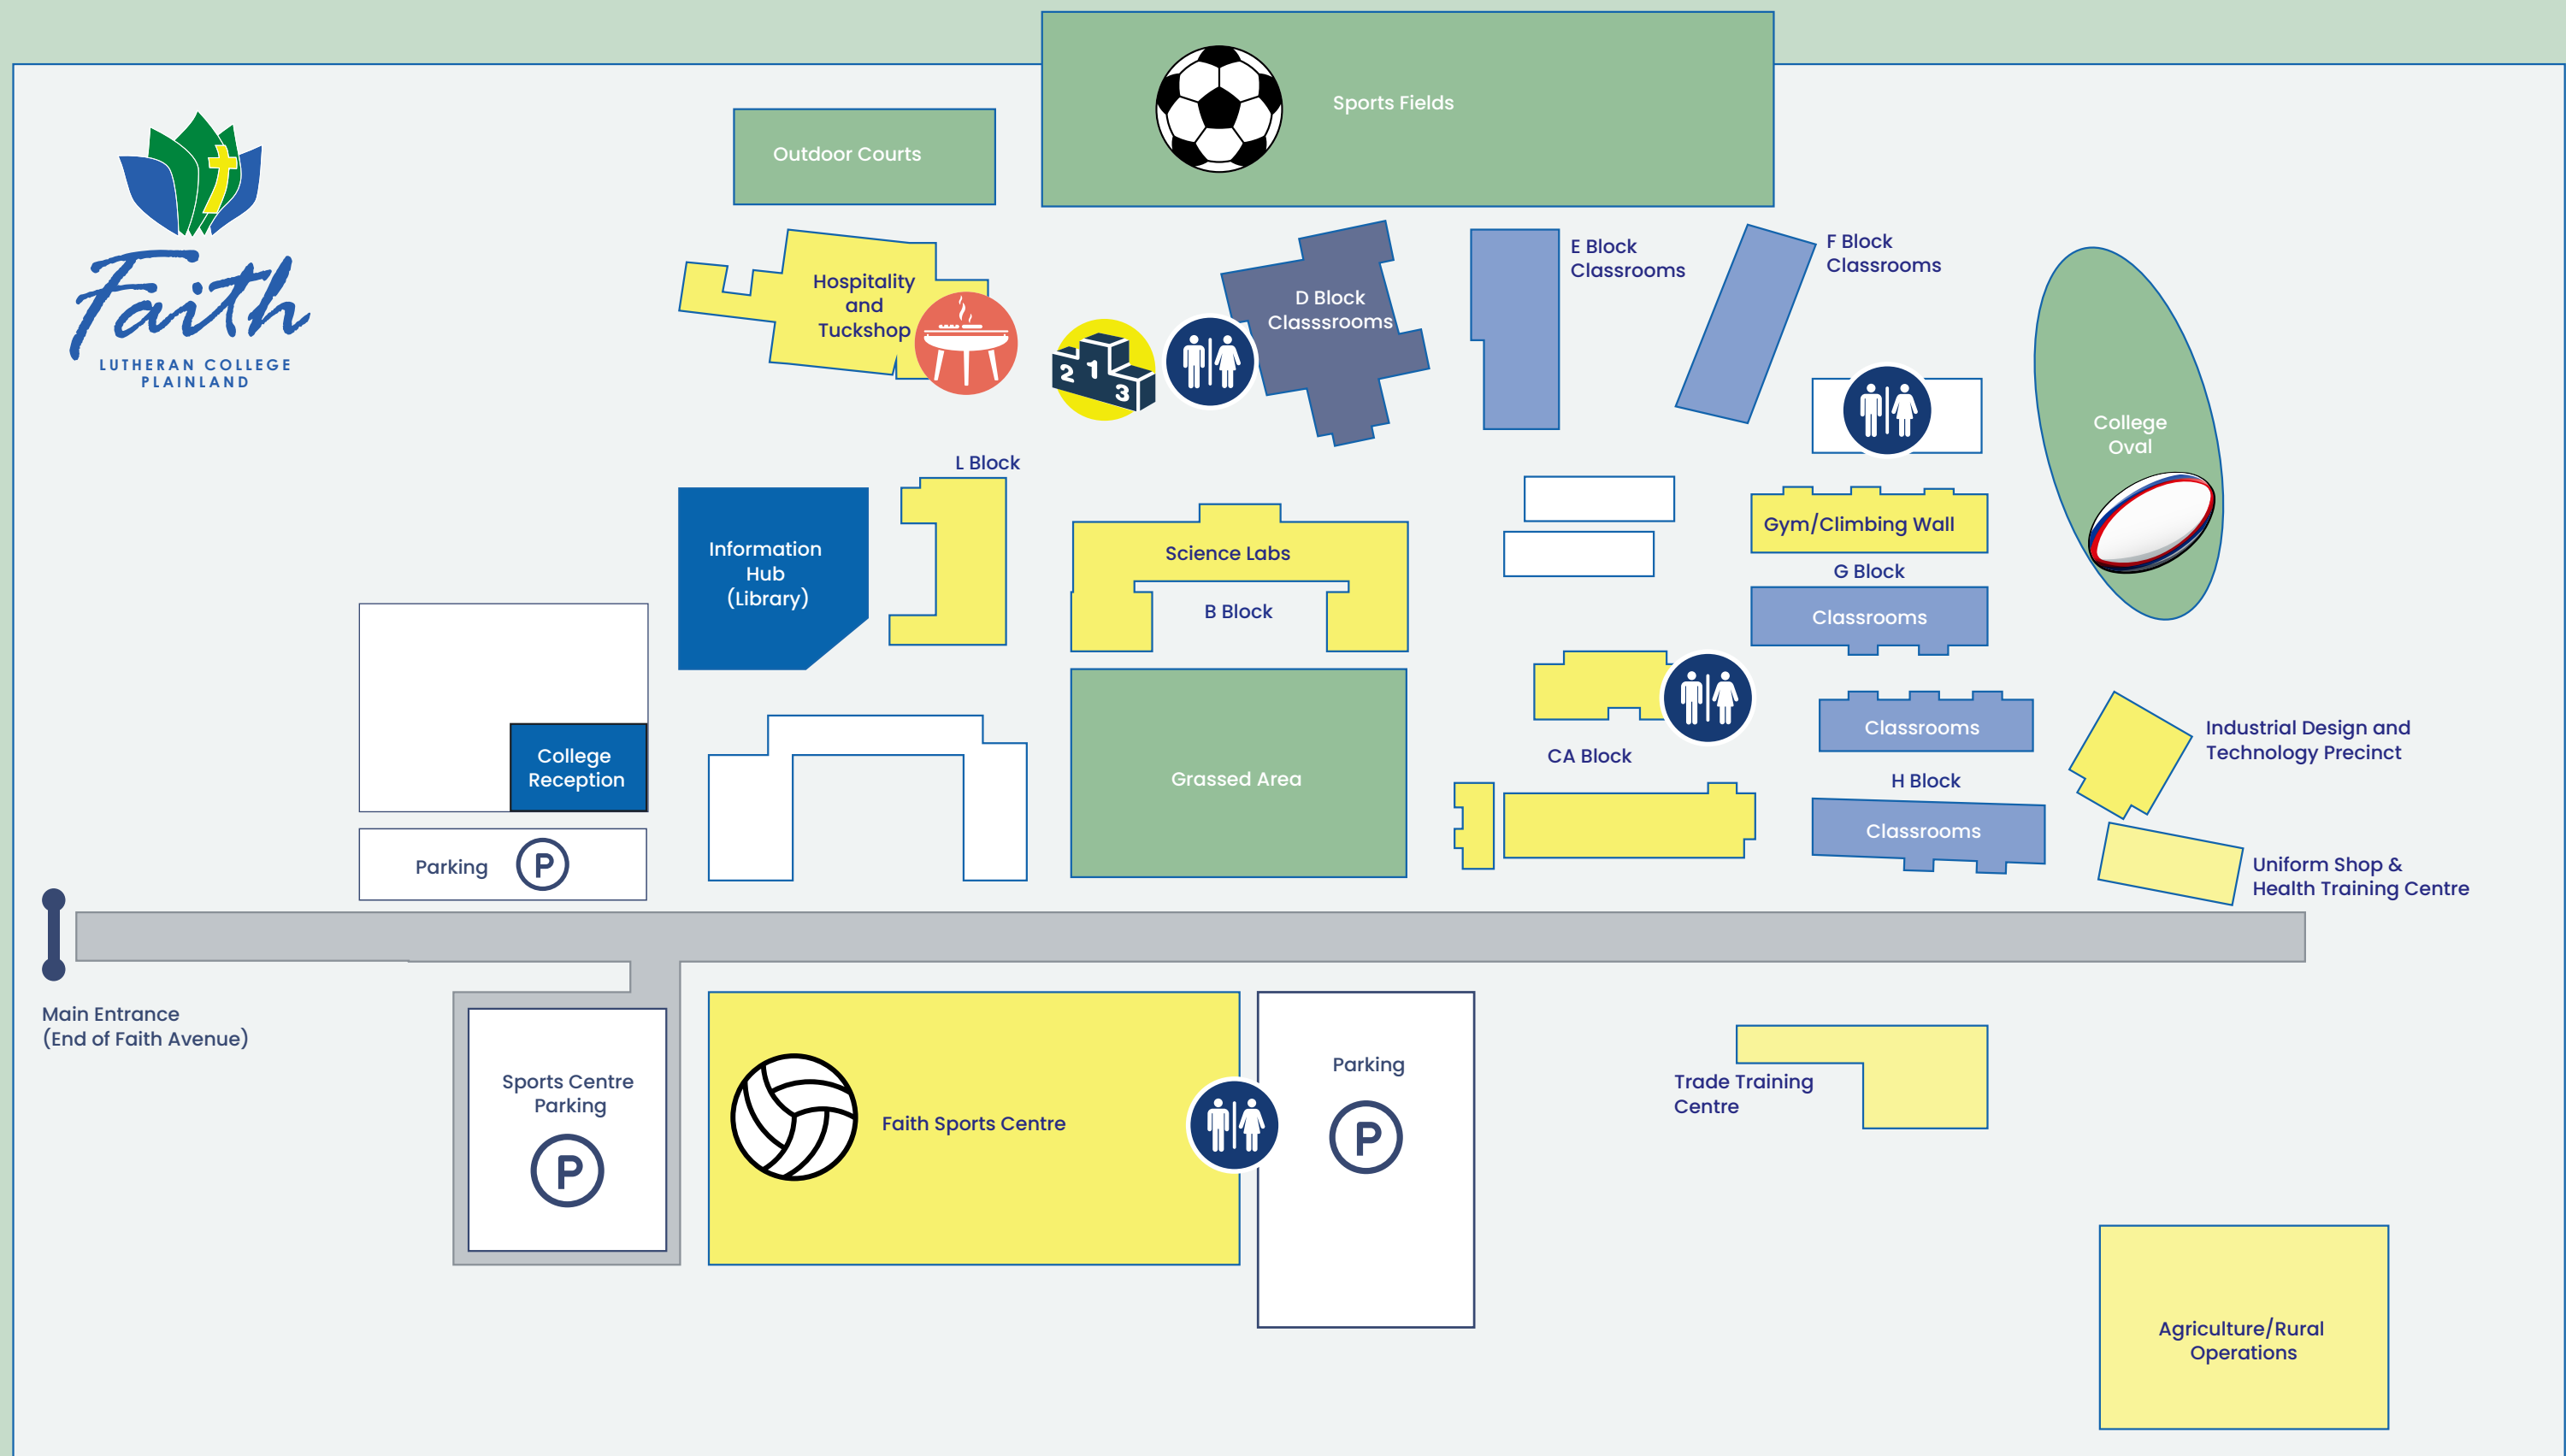 Sports Fields
Outdoor Courts
Faith
LUTHERAN COLLEGE
PLAINLAND
Hospitality
and
Tuckshop
2 1 3
D Block
Classsrooms
E Block
Classrooms
F Block
Classrooms
College
Oval
L Block
Information
Hub
(Library)
Science Labs
B Block
Gym/Climbing Wall
G Block
Classrooms
College
Reception
Grassed Area
CA Block
Classrooms
H Block
Classrooms
Industrial Design and
Technology Precinct
Uniform Shop &
Health Training Centre
Parking P
Main Entrance
(End of Faith Avenue)
Sports Centre
Parking
P
Faith Sports Centre
Parking
P
Trade Training
Centre
Agriculture/Rural
Operations